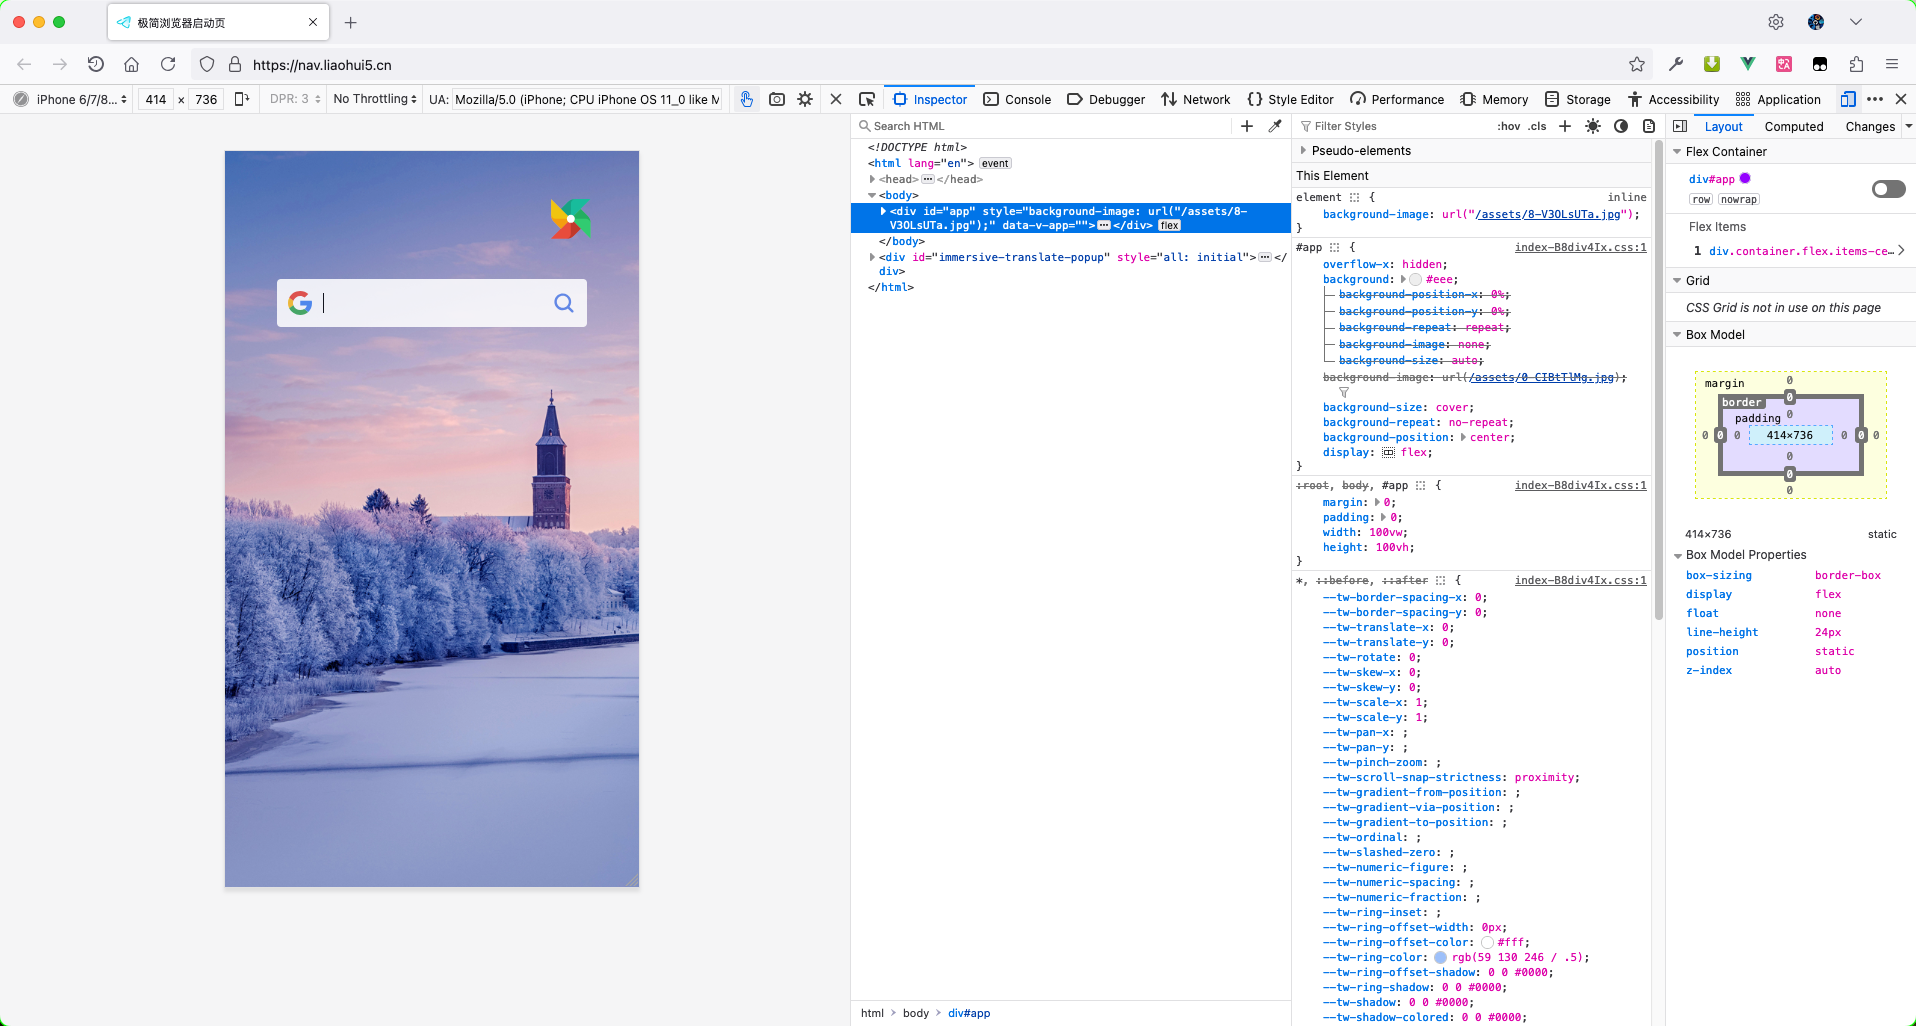 极简浏览器启动页
https://nav.liaohui5.cn
iPhone 6/7/8... 414 × 736 DPR: 3 No Throttling UA: Mozilla/5.0 (iPhone; CPU iPhone OS 11_0 like M
Inspector Console Debugger Network Style Editor Performance Memory Storage Accessibility Application
Search HTML
<!DOCTYPE html>
<html lang="en"> event
<head> ··· </head>
<body>
<div id="app" style="background-image: url("/assets/8-
V3OLsUTa.jpg");" data-v-app=""> ··· </div> flex
</body>
<div id="immersive-translate-popup" style="all: initial"> ··· </
div>
</html>
html > body > div#app
Filter Styles :hov .cls
Pseudo-elements
This Element
element { inline
background-image: url("/assets/8-V3OLsUTa.jpg");
}
#app { index-B8div4Ix.css:1
overflow-x: hidden;
background: #eee;
background-position-x: 0%;
background-position-y: 0%;
background-repeat: repeat;
background-image: none;
background-size: auto;
background-image: url(/assets/0-CIBtTlMg.jpg);
background-size: cover;
background-repeat: no-repeat;
background-position: center;
display: flex;
}
:root, body, #app { index-B8div4Ix.css:1
margin: 0;
padding: 0;
width: 100vw;
height: 100vh;
}
*, ::before, ::after { index-B8div4Ix.css:1
--tw-border-spacing-x: 0;
--tw-border-spacing-y: 0;
--tw-translate-x: 0;
--tw-translate-y: 0;
--tw-rotate: 0;
--tw-skew-x: 0;
--tw-skew-y: 0;
--tw-scale-x: 1;
--tw-scale-y: 1;
--tw-pan-x: ;
--tw-pan-y: ;
--tw-pinch-zoom: ;
--tw-scroll-snap-strictness: proximity;
--tw-gradient-from-position: ;
--tw-gradient-via-position: ;
--tw-gradient-to-position: ;
--tw-ordinal: ;
--tw-slashed-zero: ;
--tw-numeric-figure: ;
--tw-numeric-spacing: ;
--tw-numeric-fraction: ;
--tw-ring-inset: ;
--tw-ring-offset-width: 0px;
--tw-ring-offset-color: #fff;
--tw-ring-color: rgb(59 130 246 / .5);
--tw-ring-offset-shadow: 0 0 #0000;
--tw-ring-shadow: 0 0 #0000;
--tw-shadow: 0 0 #0000;
--tw-shadow-colored: 0 0 #0000;
Layout Computed Changes
Flex Container
div#app
row nowrap
Flex Items
1 div.container.flex.items-ce...
Grid
CSS Grid is not in use on this page
Box Model
margin 0
border 0
padding 0
0 0 0 414×736 0 0 0
0
0
0
414×736 static
Box Model Properties
box-sizing border-box
display flex
float none
line-height 24px
position static
z-index auto